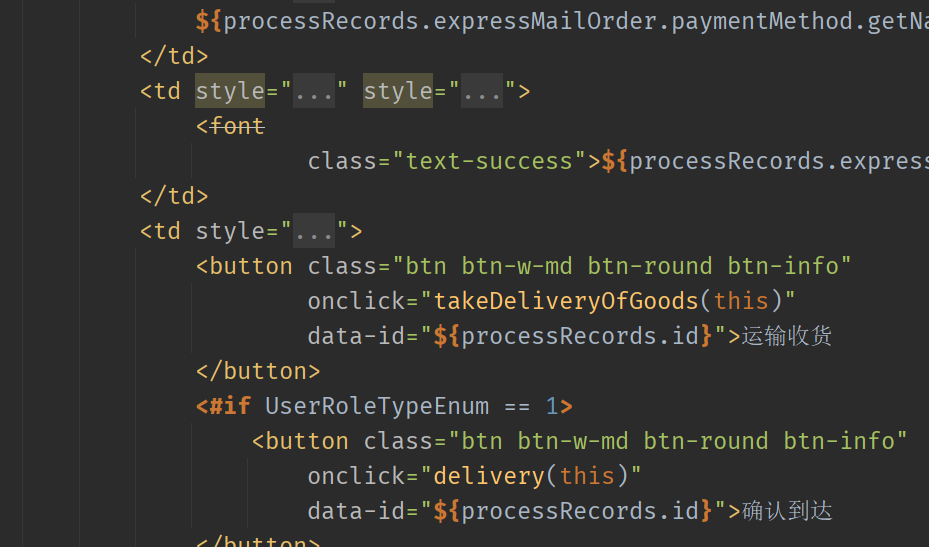 ${processRecords.expressMailOrder.paymentMethod.getNa
</td>
<td style="..." style="...">
<font
class="text-success">${processRecords.express
</td>
<td style="...">
<button class="btn btn-w-md btn-round btn-info"
onclick="takeDeliveryOfGoods(this)"
data-id="${processRecords.id}">运输收货
</button>
<#if UserRoleTypeEnum == 1>
<button class="btn btn-w-md btn-round btn-info"
onclick="delivery(this)"
data-id="${processRecords.id}">确认到达
</button>